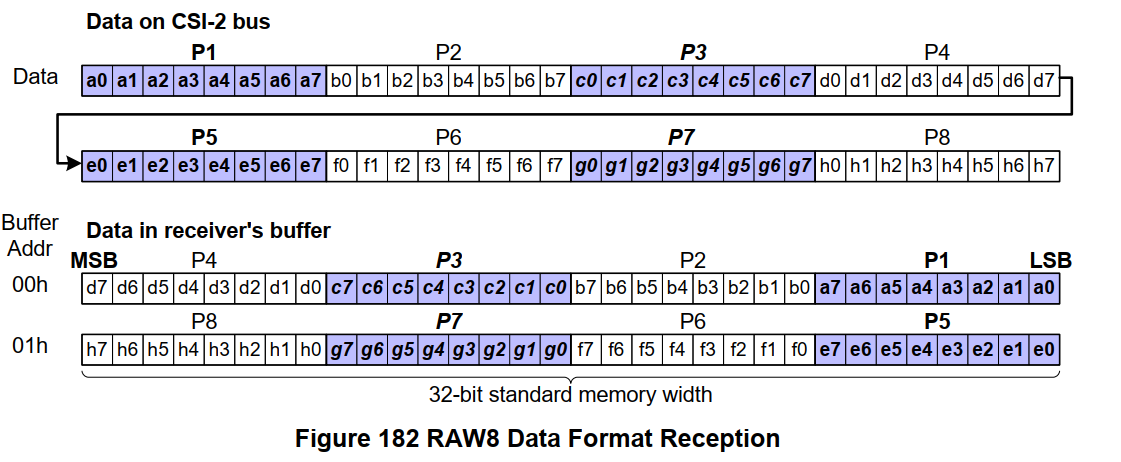 Data on CSI-2 bus
P1 P2 P3 P4
Data a0 a1 a2 a3 a4 a5 a6 a7 b0 b1 b2 b3 b4 b5 b6 b7 c0 c1 c2 c3 c4 c5 c6 c7 d0 d1 d2 d3 d4 d5 d6 d7
P5 P6 P7 P8
e0 e1 e2 e3 e4 e5 e6 e7 f0 f1 f2 f3 f4 f5 f6 f7 g0 g1 g2 g3 g4 g5 g6 g7 h0 h1 h2 h3 h4 h5 h6 h7
Buffer
Addr
Data in receiver's buffer
MSB P4 P3 P2 P1 LSB
00h d7 d6 d5 d4 d3 d2 d1 d0 c7 c6 c5 c4 c3 c2 c1 c0 b7 b6 b5 b4 b3 b2 b1 b0 a7 a6 a5 a4 a3 a2 a1 a0
P8 P7 P6 P5
01h h7 h6 h5 h4 h3 h2 h1 h0 g7 g6 g5 g4 g3 g2 g1 g0 f7 f6 f5 f4 f3 f2 f1 f0 e7 e6 e5 e4 e3 e2 e1 e0
32-bit standard memory width
Figure 182 RAW8 Data Format Reception